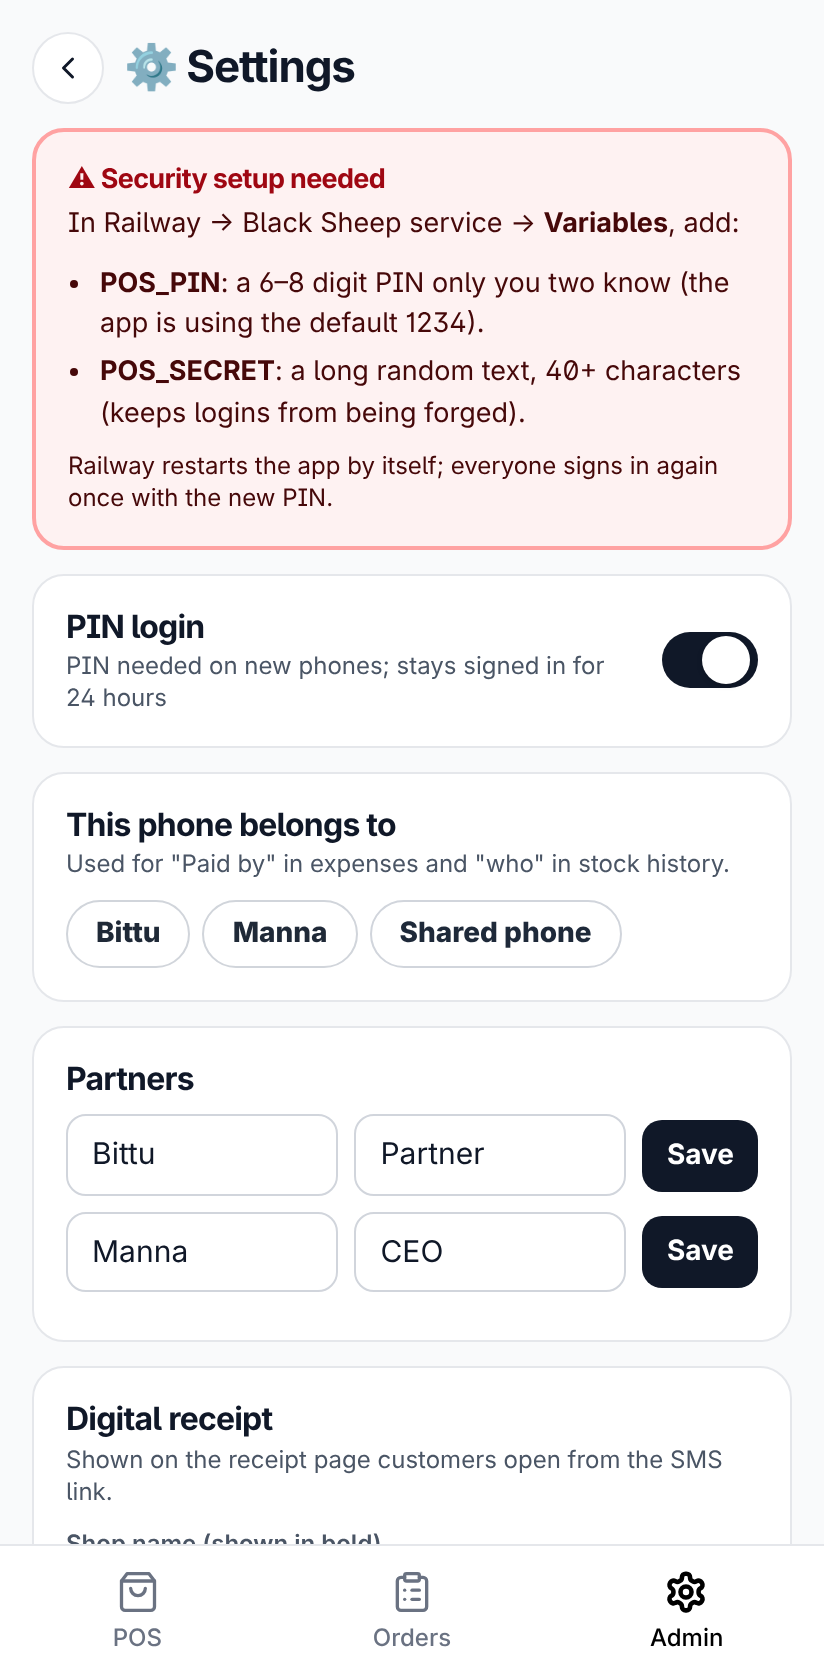 Settings
Security setup needed
In Railway → Black Sheep service → Variables, add:
• POS_PIN: a 6–8 digit PIN only you two know (the
app is using the default 1234).
• POS_SECRET: a long random text, 40+ characters
(keeps logins from being forged).
Railway restarts the app by itself; everyone signs in again
once with the new PIN.
PIN login
PIN needed on new phones; stays signed in for
24 hours
This phone belongs to
Used for "Paid by" in expenses and "who" in stock history.
Bittu Manna Shared phone
Partners
Bittu Partner Save
Manna CEO Save
Digital receipt
Shown on the receipt page customers open from the SMS
link.
Shop name (shown in bold)
POS Orders Admin